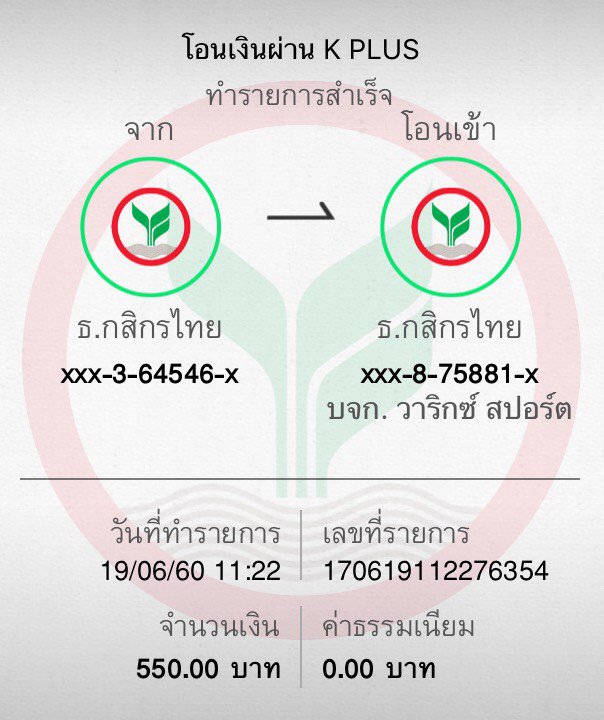 โอนเงินผ่าน K PLUS
ทำรายการสำเร็จ
จาก
โอนเข้า
ธ.กสิกรไทย
ธ.กสิกรไทย
xxx-3-64546-x
xxx-8-75881-x
บจก. วาริกซ์ สปอร์ต
วันที่ทำรายการ
เลขที่รายการ
19/06/60 11:22
170619112276354
จำนวนเงิน
ค่าธรรมเนียม
550.00 บาท
0.00 บาท